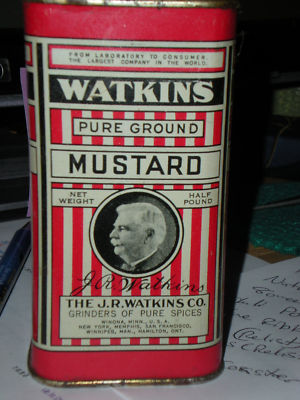 FROM LABORATORY TO CONSUMER.
THE LARGEST COMPANY IN THE WORLD.
WATKINS
PURE GROUND
MUSTARD
NET WEIGHT
HALF POUND
J.R. Watkins
THE J.R.WATKINS CO.
GRINDERS OF PURE SPICES
WINONA, MINN., U.S.A.
NEW YORK, MEMPHIS, SAN FRANCISCO,
WINNIPEG, MAN., HAMILTON, ONT.